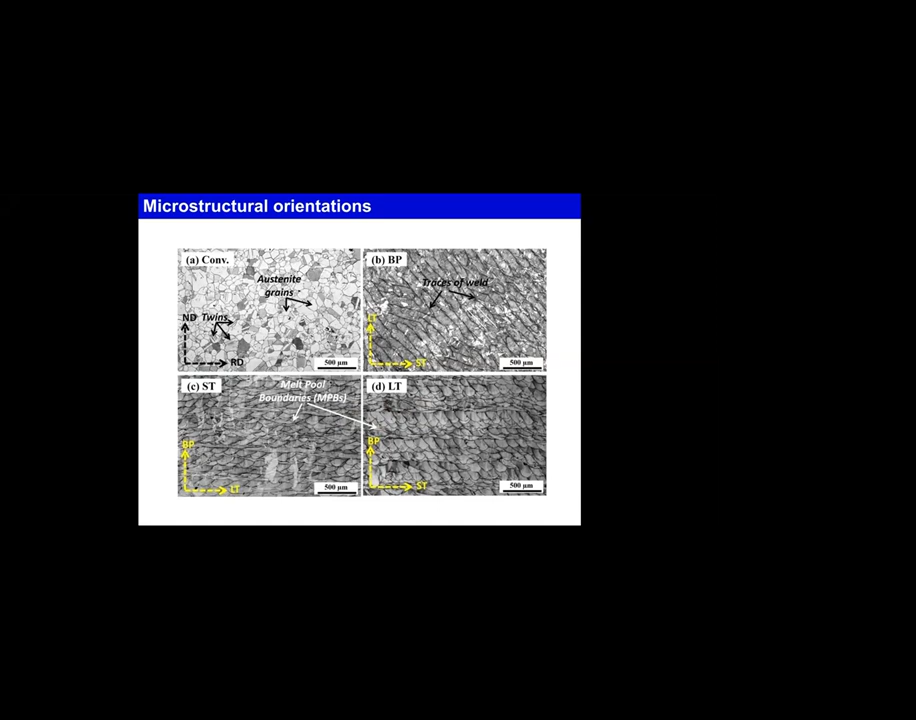 Microstructural orientations
(a) Conv.
Austenite
grains
ND
Twins
RD
500 μm
(b) BP
Traces of weld
LT
ST
500 μm
(c) ST
Melt Pool
Boundaries (MPBs)
BP
LT
500 μm
(d) LT
BP
ST
500 μm